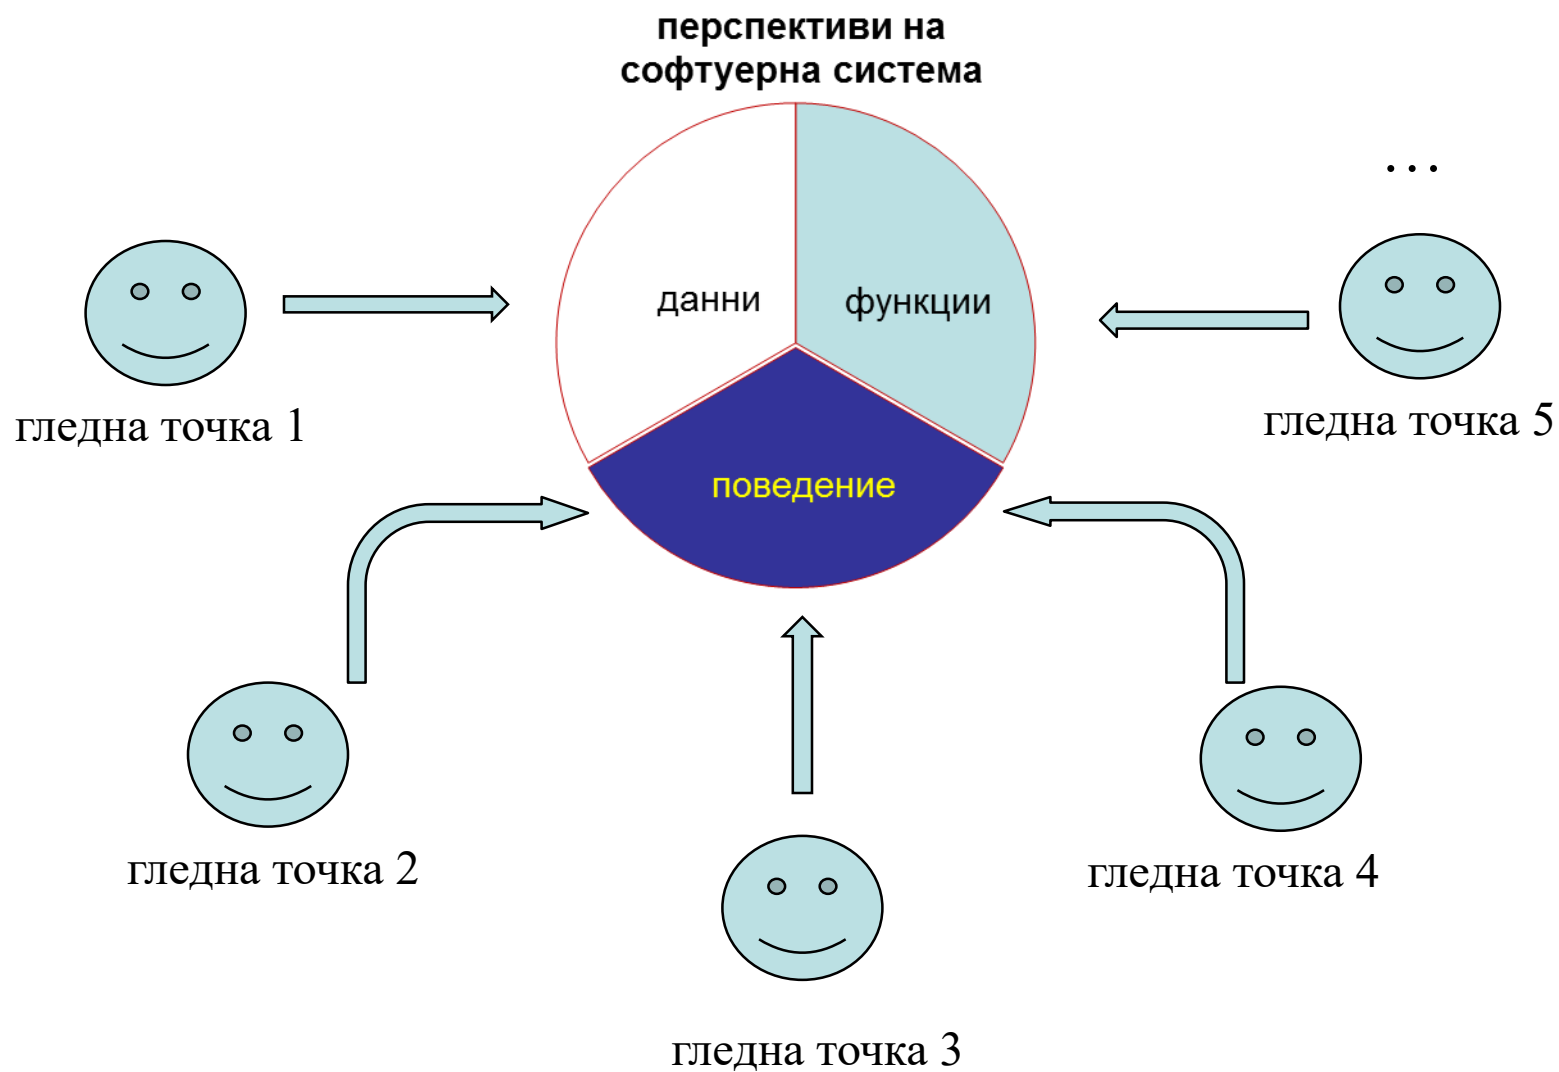 перспективи на
софтуерна система
...
данни
функции
гледна точка 1
гледна точка 5
поведение
гледна точка 2
гледна точка 4
гледна точка 3